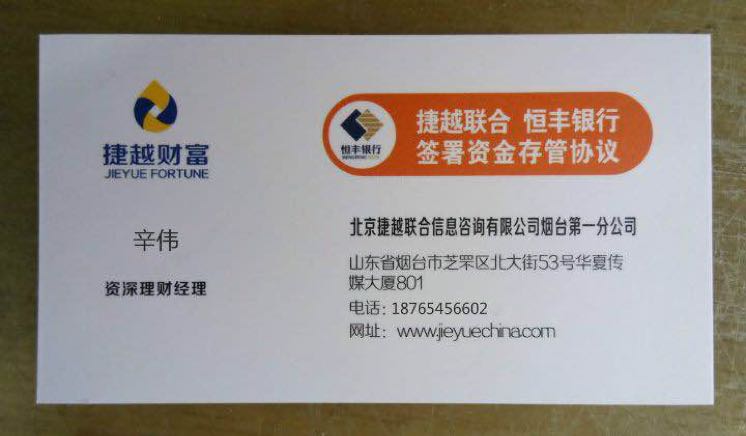 捷越财富
JIEYUE FORTUNE
辛伟
资深理财经理
恒丰银行
捷越联合 恒丰银行
签署资金存管协议
北京捷越联合信息咨询有限公司烟台第一分公司
山东省烟台市芝罘区北大街53号华夏传
媒大厦801
电话：18765456602
网址：www.jieyuechina.com